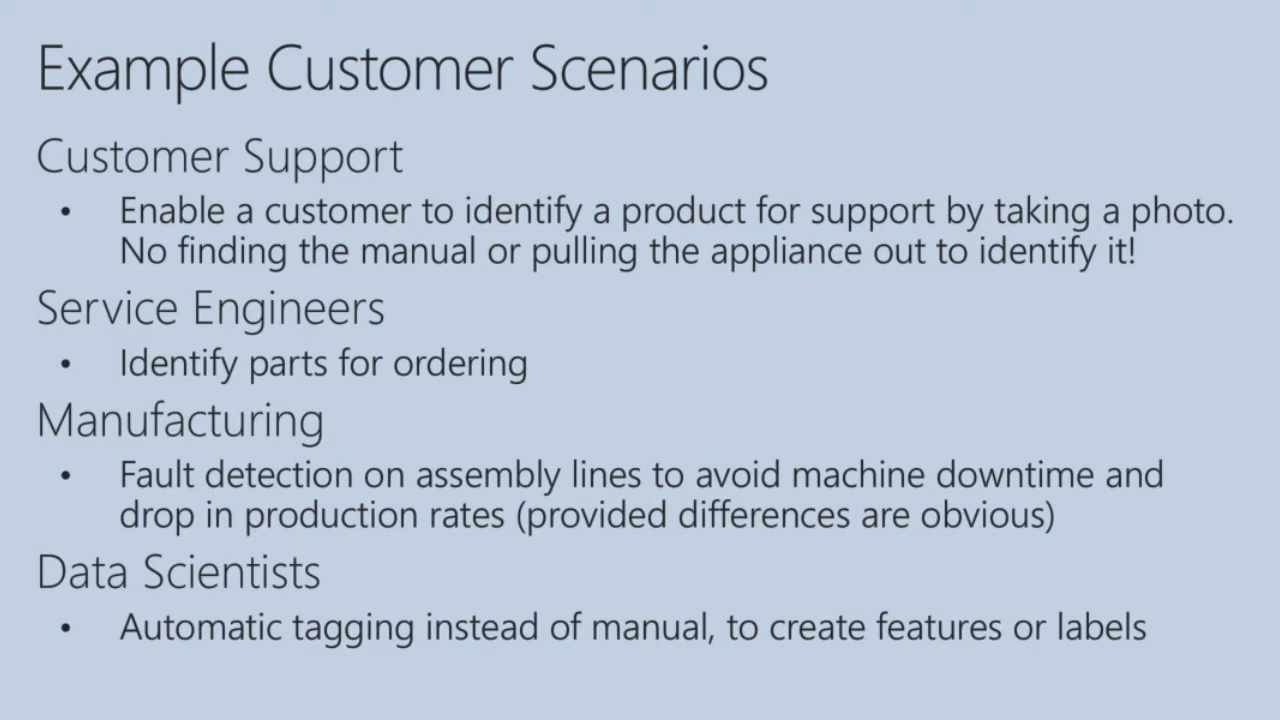 Example Customer Scenarios
Customer Support
• Enable a customer to identify a product for support by taking a photo.
No finding the manual or pulling the appliance out to identify it!
Service Engineers
• Identify parts for ordering
Manufacturing
• Fault detection on assembly lines to avoid machine downtime and
drop in production rates (provided differences are obvious)
Data Scientists
• Automatic tagging instead of manual, to create features or labels